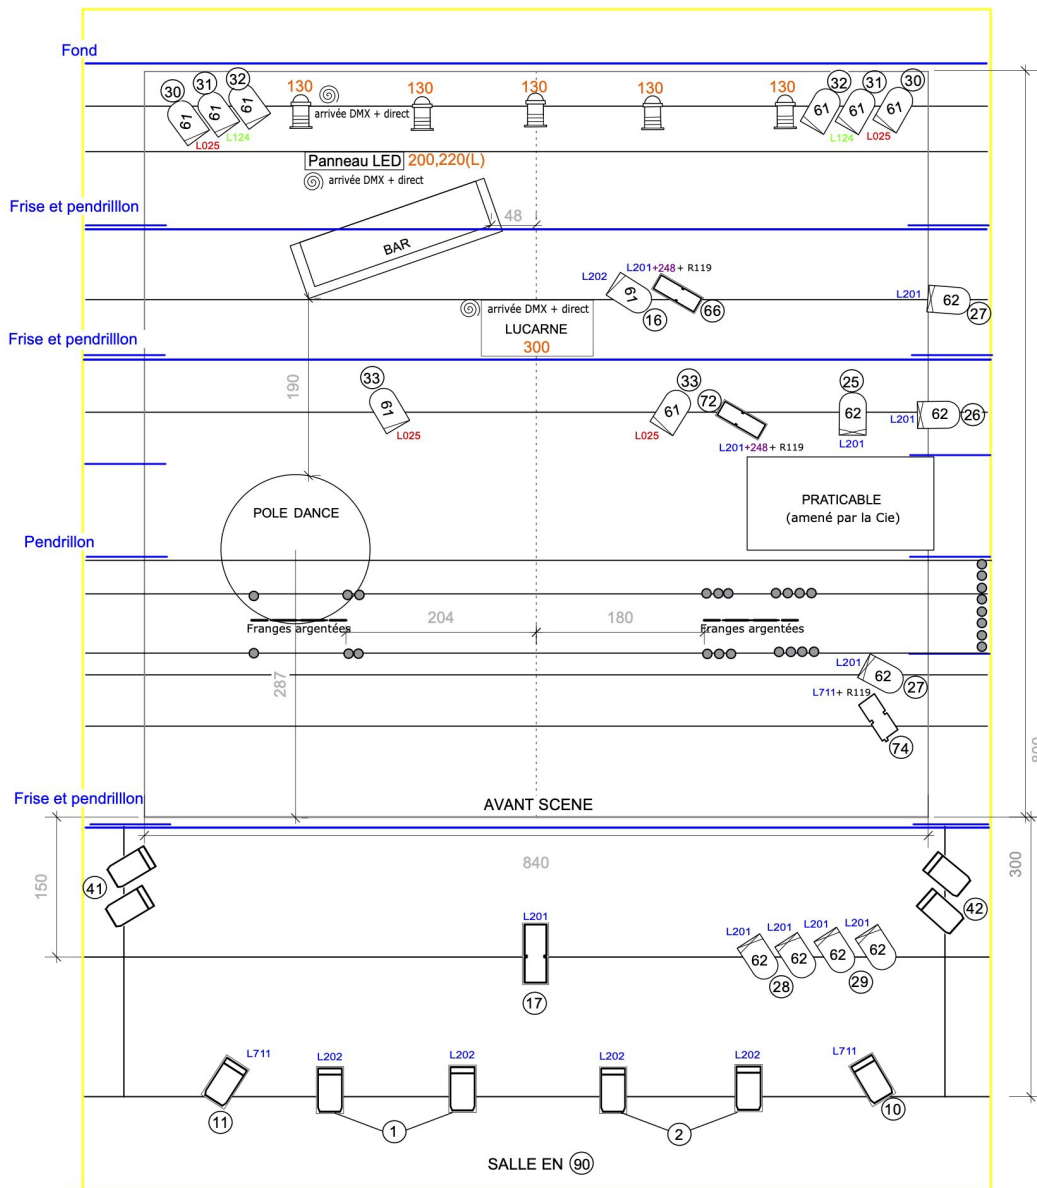 Fond
30
31
32
130
130
130
130
130
32
31
30
61
61
61
61
61
61
L025
L124
arrivée DMX + direct
L124
L025
Panneau LED
200,220(L)
arrivée DMX + direct
Frise et pendrilllon
48
BAR
L202
L201+248+ R119
61
16
66
L201
62
27
arrivée DMX + direct
LUCARNE
300
Frise et pendrilllon
190
33
61
L025
33
61
L025
72
L201+248+ R119
25
62
L201
L201
62
26
POLE DANCE
PRATICABLE
(amené par la Cie)
Pendrillon
204
180
Franges argentées
Franges argentées
287
L201
62
27
L711+ R119
74
800
Frise et pendrilllon
AVANT SCENE
840
150
300
41
42
L201
17
L201
L201
L201
L201
62
62
62
62
28
29
L711
L202
L202
L202
L202
L711
11
1
2
10
SALLE EN 90